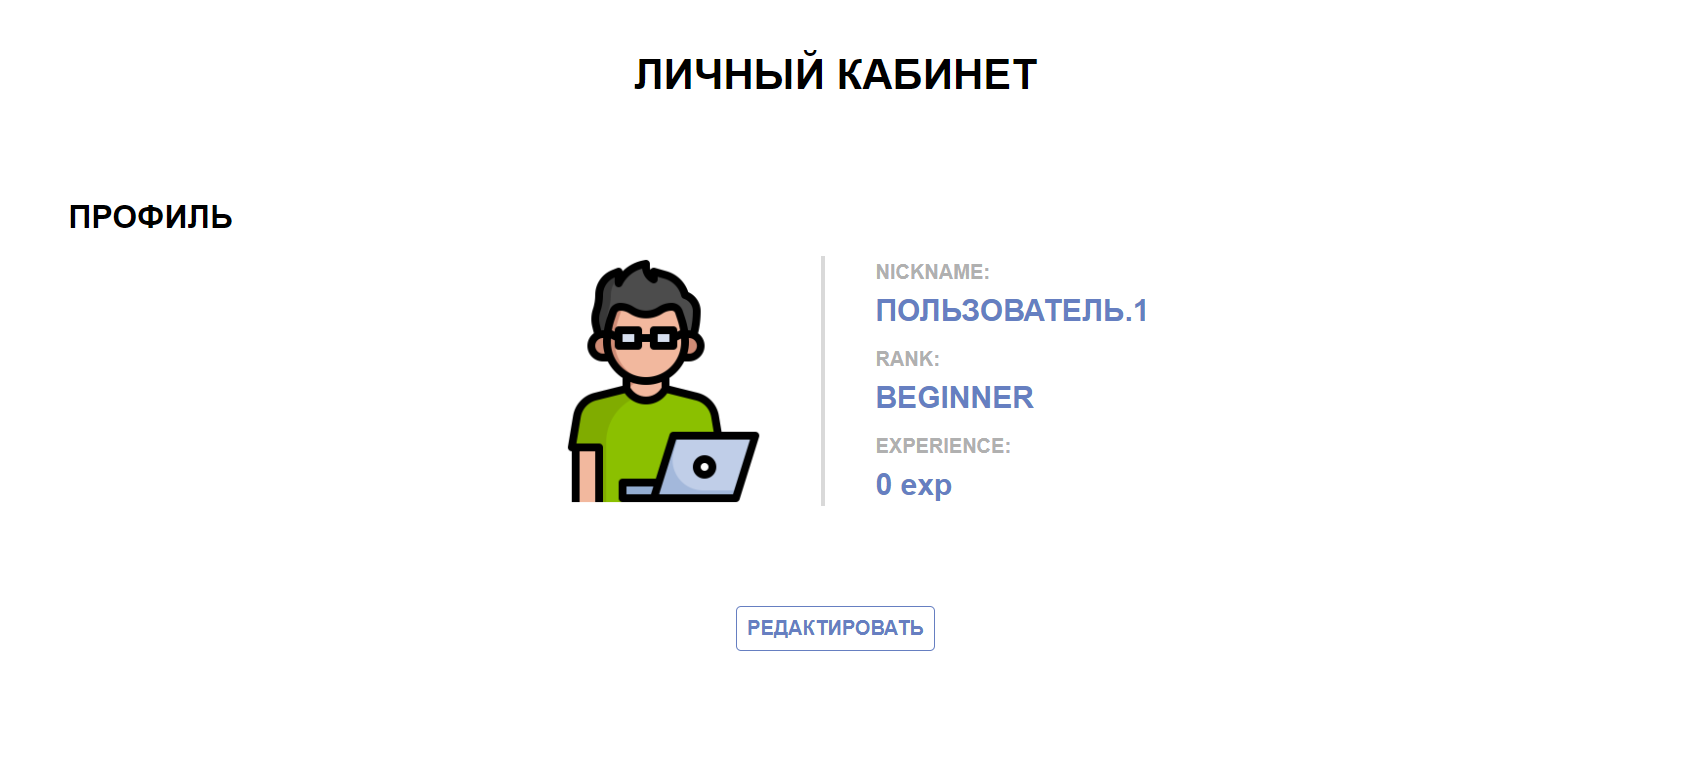 ЛИЧНЫЙ КАБИНЕТ
ПРОФИЛЬ
NICKNAME:
ПОЛЬЗОВАТЕЛЬ.1
RANK:
BEGINNER
EXPERIENCE:
0 exp
РЕДАКТИРОВАТЬ